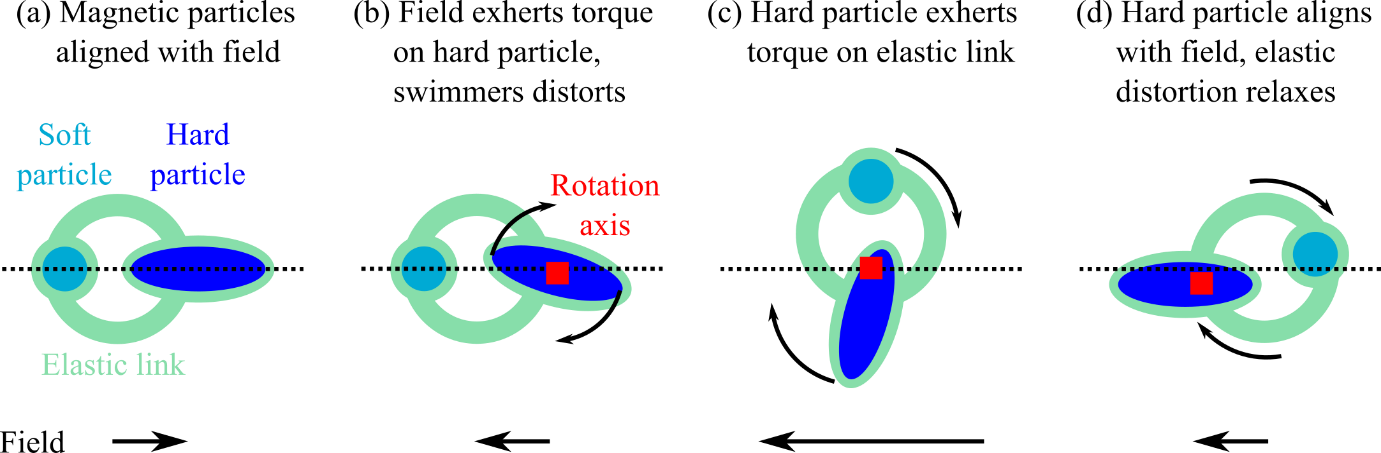 (a) Magnetic particles
aligned with field
(b) Field exherts torque
on hard particle,
swimmers distorts
(c) Hard particle exherts
torque on elastic link
(d) Hard particle aligns
with field, elastic
distortion relaxes
Soft
particle
Hard
particle
Rotation
axis
Elastic link
Field